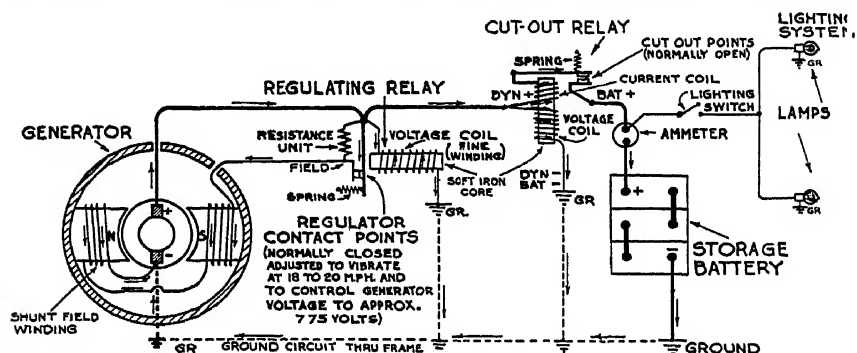 LIGHTING
SYSTEM
CUT-OUT RELAY
SPRING
CUT OUT POINTS
(NORMALLY OPEN)
GR
REGULATING RELAY
CURRENT COIL
DYN +
BAT +
LIGHTING
SWITCH
LAMPS
GENERATOR
RESISTANCE
UNIT
VOLTAGE COIL
(FINE
WINDING)
VOLTAGE
COIL
AMMETER
FIELD
SOFT IRON
CORE
SPRING
DYN
BAT
GR.
GR
GR
+
-
N
S
REGULATOR
CONTACT POINTS
(NORMALLY CLOSED
ADJUSTED TO VIBRATE
AT 18 TO 20 M.P.H. AND
TO CONTROL GENERATOR
VOLTAGE TO APPROX.
7.75 VOLTS)
+
-
STORAGE
BATTERY
SHUNT FIELD
WINDING
GR
GROUND CIRCUIT THRU FRAME
GROUND